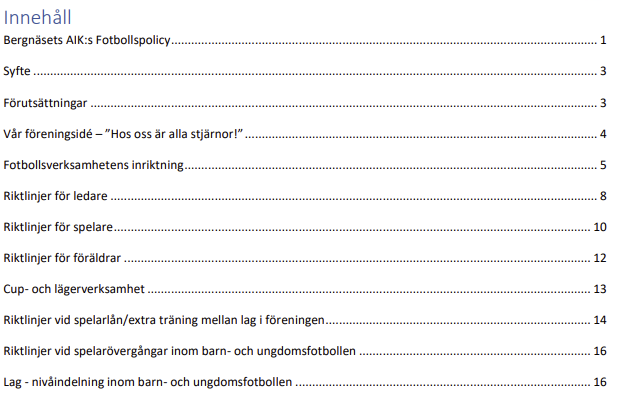 Innehåll
Bergnäsets AIK:s Fotbollspolicy 1
Syfte 3
Förutsättningar 3
Vår föreningsidé – ”Hos oss är alla stjärnor!” 4
Fotbollsverksamhetens inriktning 5
Riktlinjer för ledare 8
Riktlinjer för spelare 10
Riktlinjer för föräldrar 12
Cup- och lägerverksamhet 13
Riktlinjer vid spelarlån/extra träning mellan lag i föreningen 14
Riktlinjer vid spelarövergångar inom barn- och ungdomsfotbollen 16
Lag - nivåindelning inom barn- och ungdomsfotbollen 16